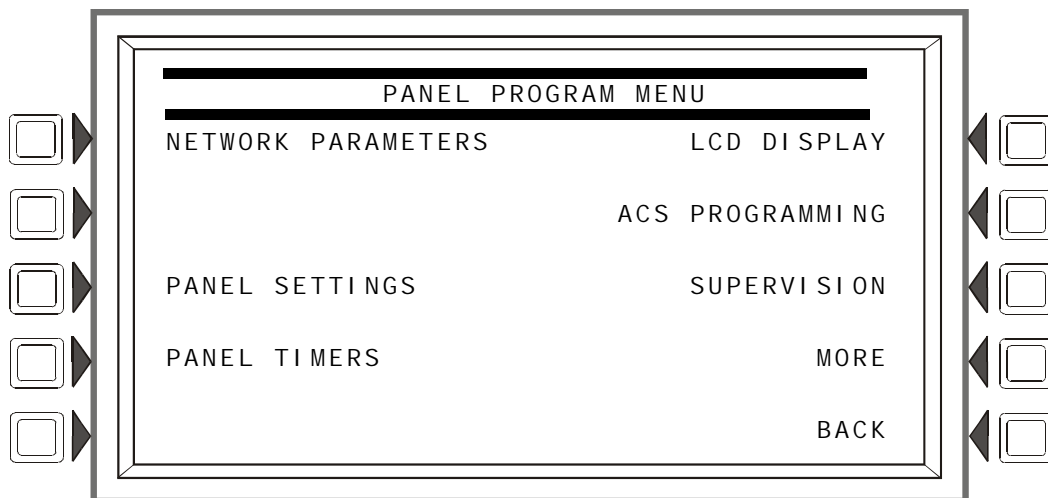 PANEL PROGRAM MENU
NETWORK PARAMETERS LCD DISPLAY
ACS PROGRAMMING
PANEL SETTINGS SUPERVISION
PANEL TIMERS MORE
BACK